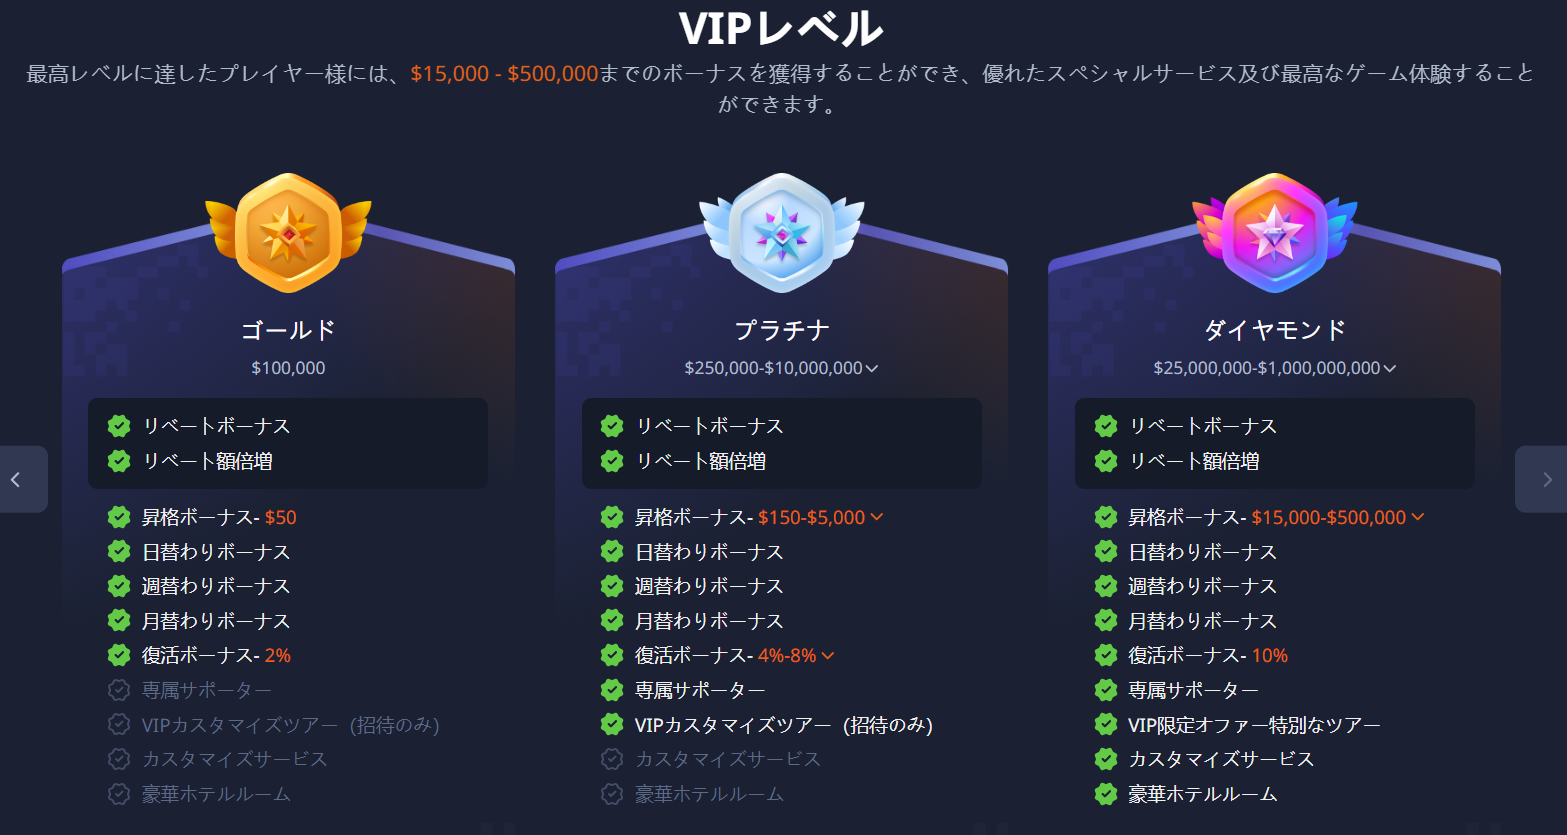 VIPレベル
最高レベルに達したプレイヤー様には、$15,000 - $500,000までのボーナスを獲得することができ、優れたスペシャルサービス及び最高なゲーム体験すること
ができます。
ゴールド
$100,000
リベートボーナス
リベート額倍増
昇格ボーナス- $50
日替わりボーナス
週替わりボーナス
月替わりボーナス
復活ボーナス- 2%
専属サポーター
VIPカスタマイズツアー（招待のみ）
カスタマイズサービス
豪華ホテルルーム
プラチナ
$250,000-$10,000,000
リベートボーナス
リベート額倍増
昇格ボーナス- $150-$5,000
日替わりボーナス
週替わりボーナス
月替わりボーナス
復活ボーナス- 4%-8%
専属サポーター
VIPカスタマイズツアー（招待のみ）
カスタマイズサービス
豪華ホテルルーム
ダイヤモンド
$25,000,000-$1,000,000,000
リベートボーナス
リベート額倍増
昇格ボーナス- $15,000-$500,000
日替わりボーナス
週替わりボーナス
月替わりボーナス
復活ボーナス- 10%
専属サポーター
VIP限定オファー特別なツアー
カスタマイズサービス
豪華ホテルルーム